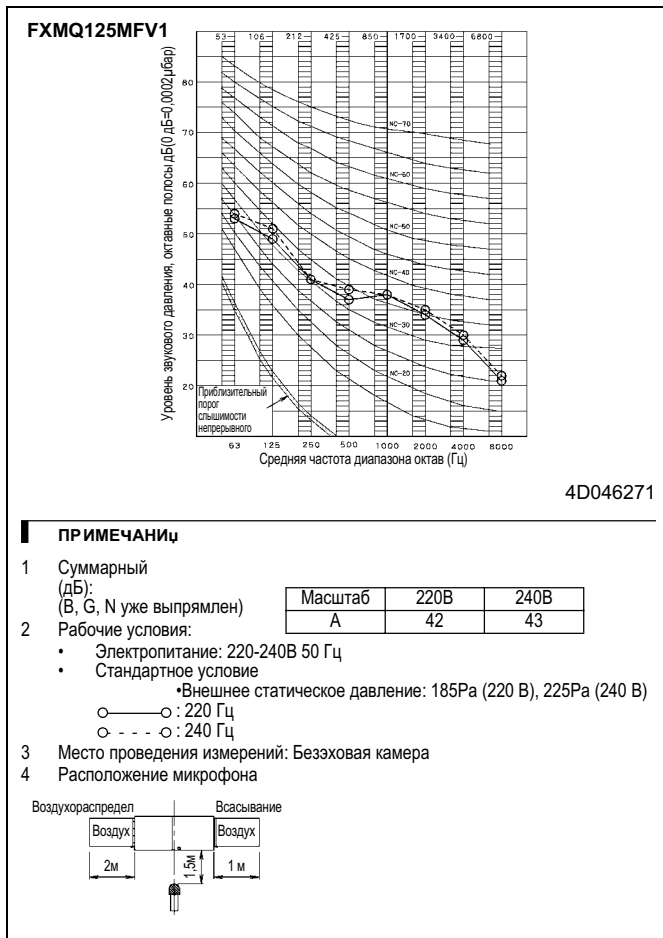 FXMQ125MFV1
53 106 212 425 850 1700 3400 6800
Уровень звукового давления, октавные полосы дБ(0 дБ=0,0002µбар)
80
70
60
50
40
30
20
NC-70
NC-60
NC-50
NC-40
NC-30
NC-20
Приблизительный
порог
слышимости
непрерывного
63 125 250 500 1000 2000 4000 8000
Средняя частота диапазона октав (Гц)
4D046271
ПРИМЕЧАНИµ
1 Суммарный
(дБ):
(B, G, N уже выпрямлен)
Масштаб 220В 240В
A 42 43
2 Рабочие условия:
• Электропитание: 220-240В 50 Гц
• Стандартное условие
•Внешнее статическое давление: 185Pa (220 В), 225Pa (240 В)
: 220 Гц
: 240 Гц
3 Место проведения измерений: Безэховая камера
4 Расположение микрофона
Воздухораспредел Всасывание
Воздух Воздух
2м 1,5м 1 м